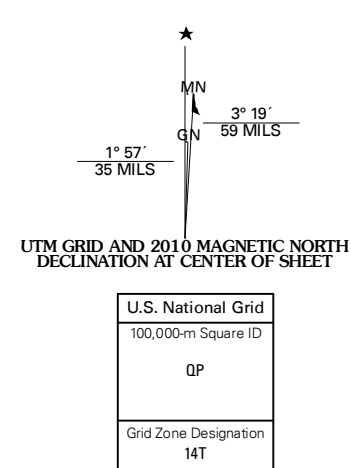 ★
MN
3° 19´
59 MILS
GN
1° 57´
35 MILS
UTM GRID AND 2010 MAGNETIC NORTH
DECLINATION AT CENTER OF SHEET
U.S. National Grid
100,000-m Square ID
QP
Grid Zone Designation
14T